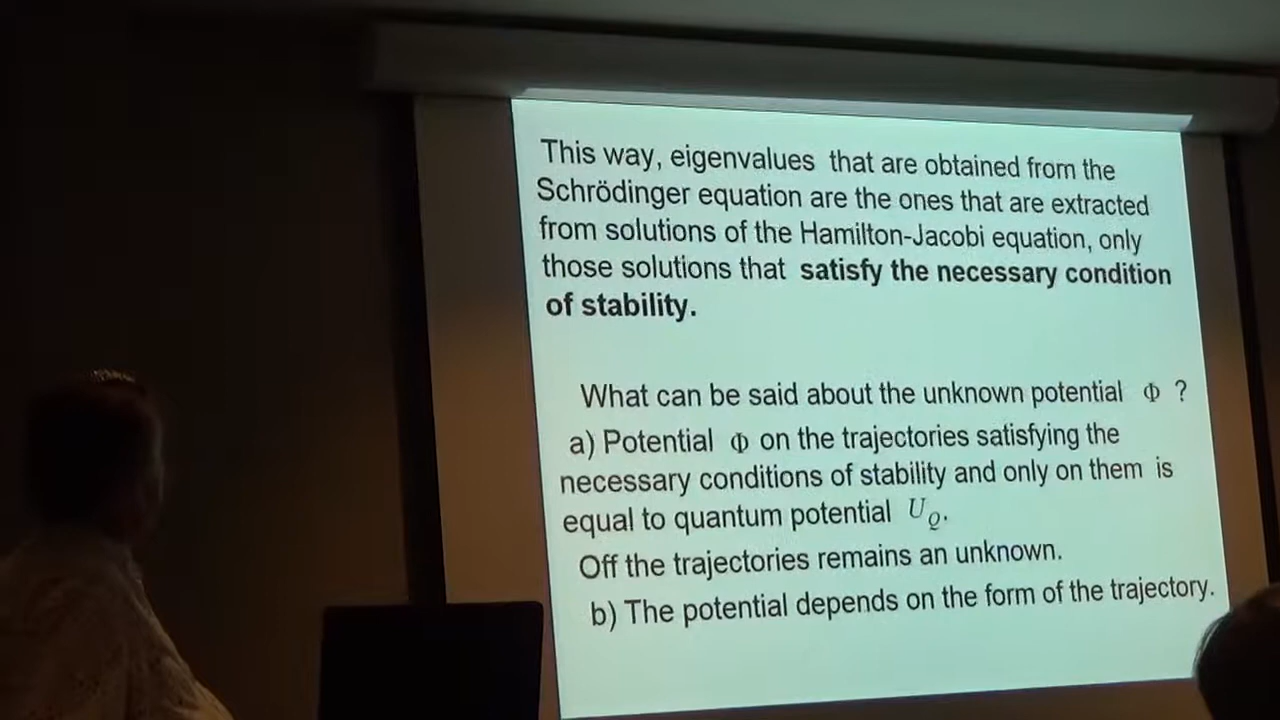 This way, eigenvalues that are obtained from the
Schrödinger equation are the ones that are extracted
from solutions of the Hamilton-Jacobi equation, only
those solutions that satisfy the necessary condition
of stability.
What can be said about the unknown potential Φ ?
a) Potential Φ on the trajectories satisfying the
necessary conditions of stability and only on them is
equal to quantum potential U_Q.
Off the trajectories remains an unknown.
b) The potential depends on the form of the trajectory.